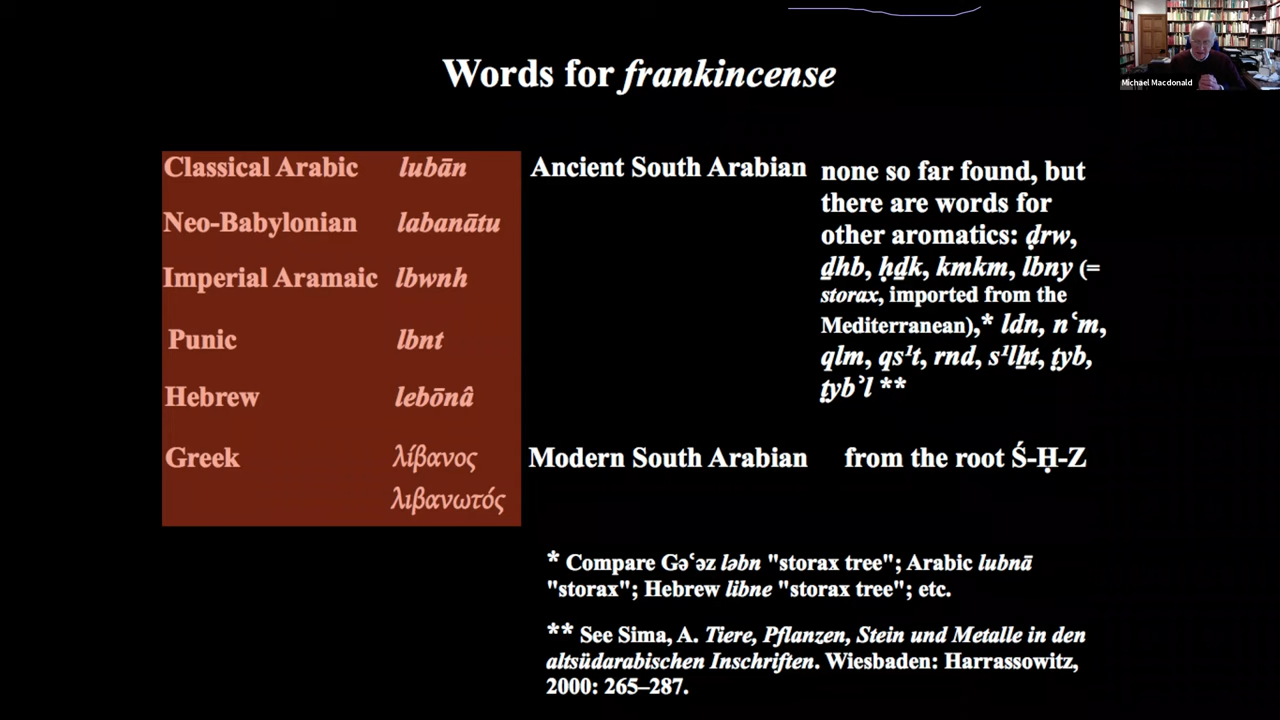 Michael Macdonald
Words for frankincense
Classical Arabic lubān
Neo-Babylonian labanātu
Imperial Aramaic lbwnh
Punic lbnt
Hebrew lebōnâ
Greek λίβανος
λιβανωτός
Ancient South Arabian
none so far found, but
there are words for
other aromatics: ḍrw,
ḏhb, ḥḏk, kmkm, lbny (=
storax, imported from the
Mediterranean),* ldn, nʿm,
qlm, qs¹t, rnd, s¹lḫt, ṭyb,
ṭybʾl **
Modern South Arabian from the root Ś-Ḥ-Z
* Compare Gəʿəz ləbn "storax tree"; Arabic lubnā
"storax"; Hebrew libne "storax tree"; etc.
** See Sima, A. Tiere, Pflanzen, Stein und Metalle in den
altsüdarabischen Inschriften. Wiesbaden: Harrassowitz,
2000: 265–287.